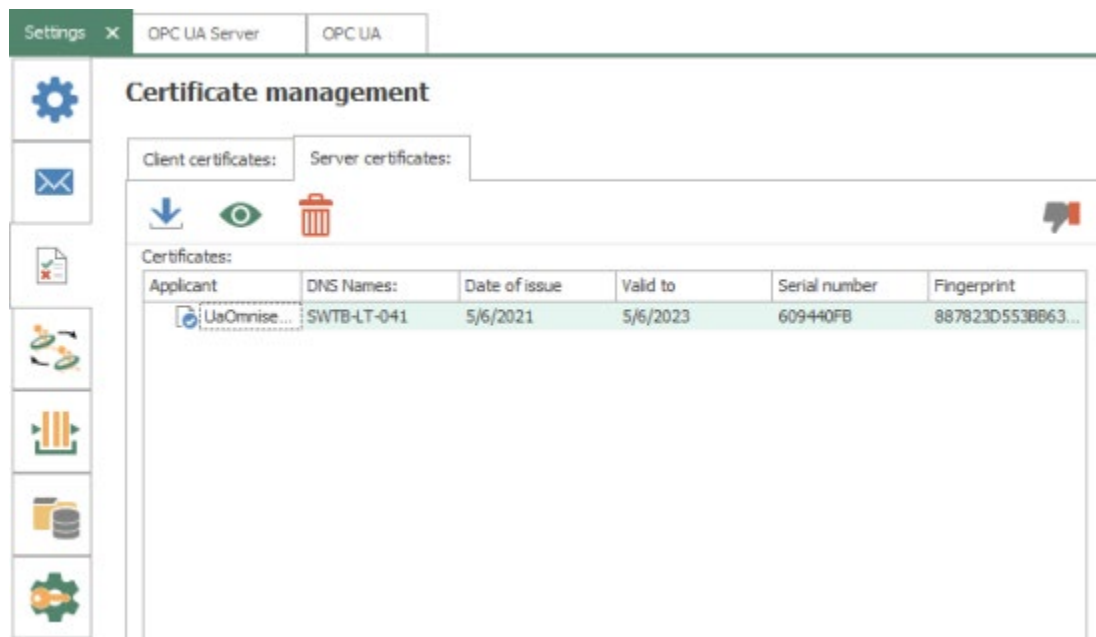 Settings OPC UA Server OPC UA
Certificate management
Client certificates: Server certificates:
Certificates:
Applicant DNS Names: Date of issue Valid to Serial number Fingerprint
UaOmnise... SWTB-LT-041 5/6/2021 5/6/2023 609440FB 887823D553BB63...